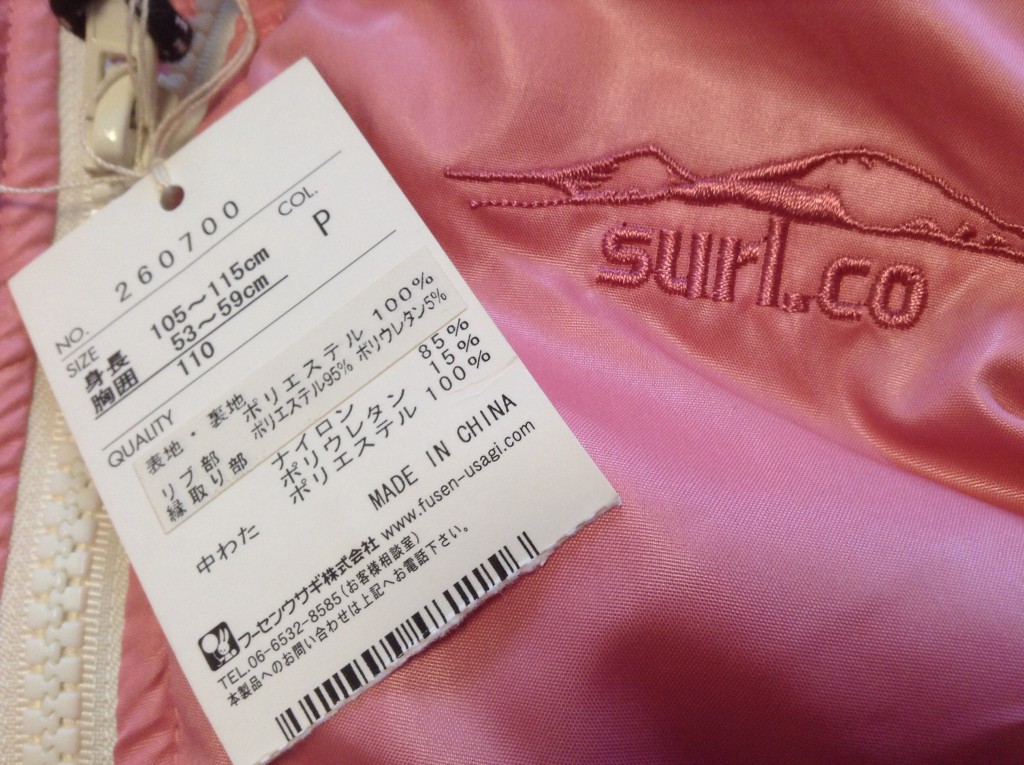 NO. 260700 COL.
SIZE P
身長 105～115cm
胸囲 53～59cm
110
QUALITY
表地・裏地 ポリエステル 100%
リブ部 ポリエステル95% ポリウレタン5%
縁取り部 ナイロン 85%
ポリウレタン 15%
中わた ポリエステル 100%
MADE IN CHINA
フーセンウサギ株式会社 www.fusen-usagi.com
TEL.06-6532-8585(お客様相談室)
本製品へのお問い合わせは上記へお電話下さい。
surl.co